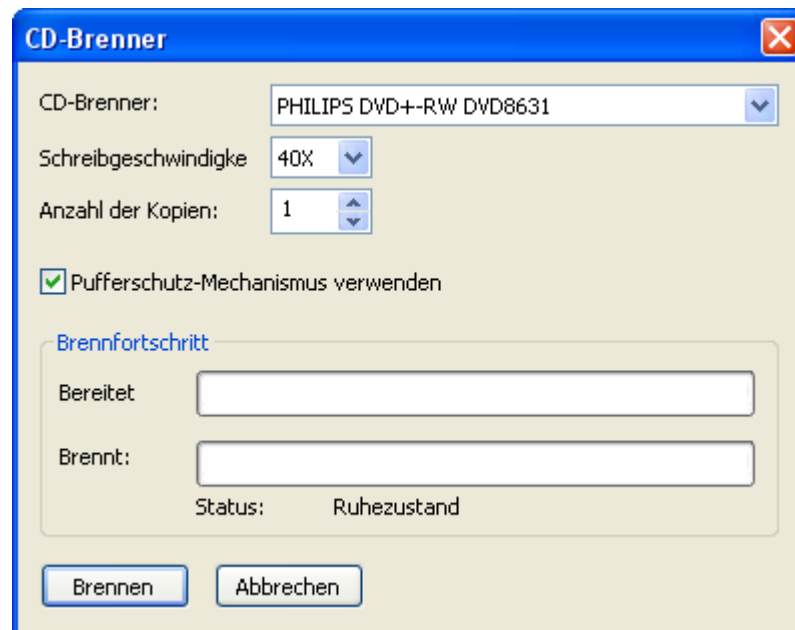 CD-Brenner
CD-Brenner: PHILIPS DVD+-RW DVD8631
Schreibgeschwindigke 40X
Anzahl der Kopien: 1
Pufferschutz-Mechanismus verwenden
Brennfortschritt
Bereitet
Brennt:
Status: Ruhezustand
Brennen Abbrechen